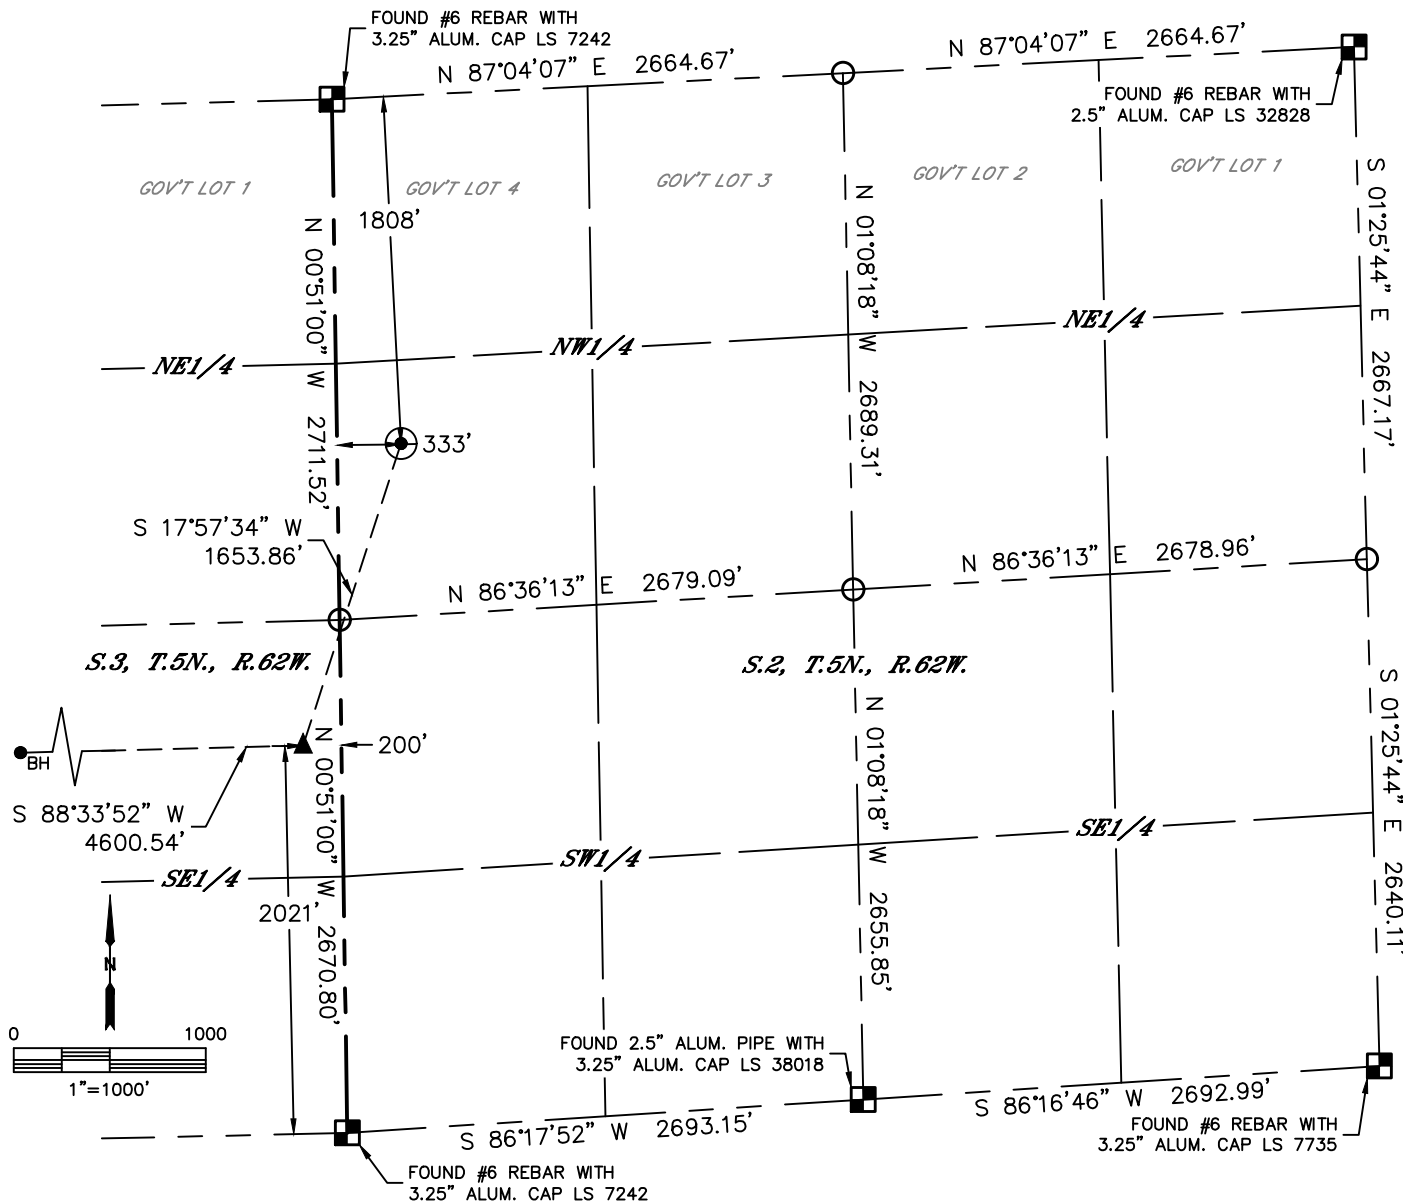 FOUND #6 REBAR WITH
3.25" ALUM. CAP LS 7242
N 87°04'07" E 2664.67'
N 87°04'07" E 2664.67'
FOUND #6 REBAR WITH
2.5" ALUM. CAP LS 32828
GOV'T LOT 1
GOV'T LOT 4
GOV'T LOT 3
GOV'T LOT 2
GOV'T LOT 1
1808'
N 00°51'00" W 2711.52'
N 01°08'18" W 2689.31'
S 01°25'44" E 2667.17'
NE1/4
NW1/4
NE1/4
333'
S 17°57'34" W
1653.86'
N 86°36'13" E 2679.09'
N 86°36'13" E 2678.96'
S.3, T.5N., R.62W.
S.2, T.5N., R.62W.
BH
200'
S 88°33'52" W
4600.54'
N 00°51'00" W 2670.80'
N 01°08'18" W 2655.85'
S 01°25'44" E 2640.11'
SE1/4
SW1/4
SE1/4
2021'
N
0 1000
1"=1000'
FOUND 2.5" ALUM. PIPE WITH
3.25" ALUM. CAP LS 38018
S 86°17'52" W 2693.15'
S 86°16'46" W 2692.99'
FOUND #6 REBAR WITH
3.25" ALUM. CAP LS 7735
FOUND #6 REBAR WITH
3.25" ALUM. CAP LS 7242